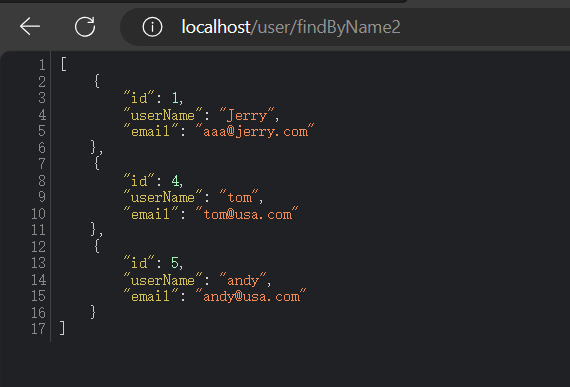 localhost/user/findByName2
1 [
2     {
3         "id": 1,
4         "userName": "Jerry",
5         "email": "aaa@jerry.com"
6     },
7     {
8         "id": 4,
9         "userName": "tom",
10         "email": "tom@usa.com"
11     },
12     {
13         "id": 5,
14         "userName": "andy",
15         "email": "andy@usa.com"
16     }
17 ]